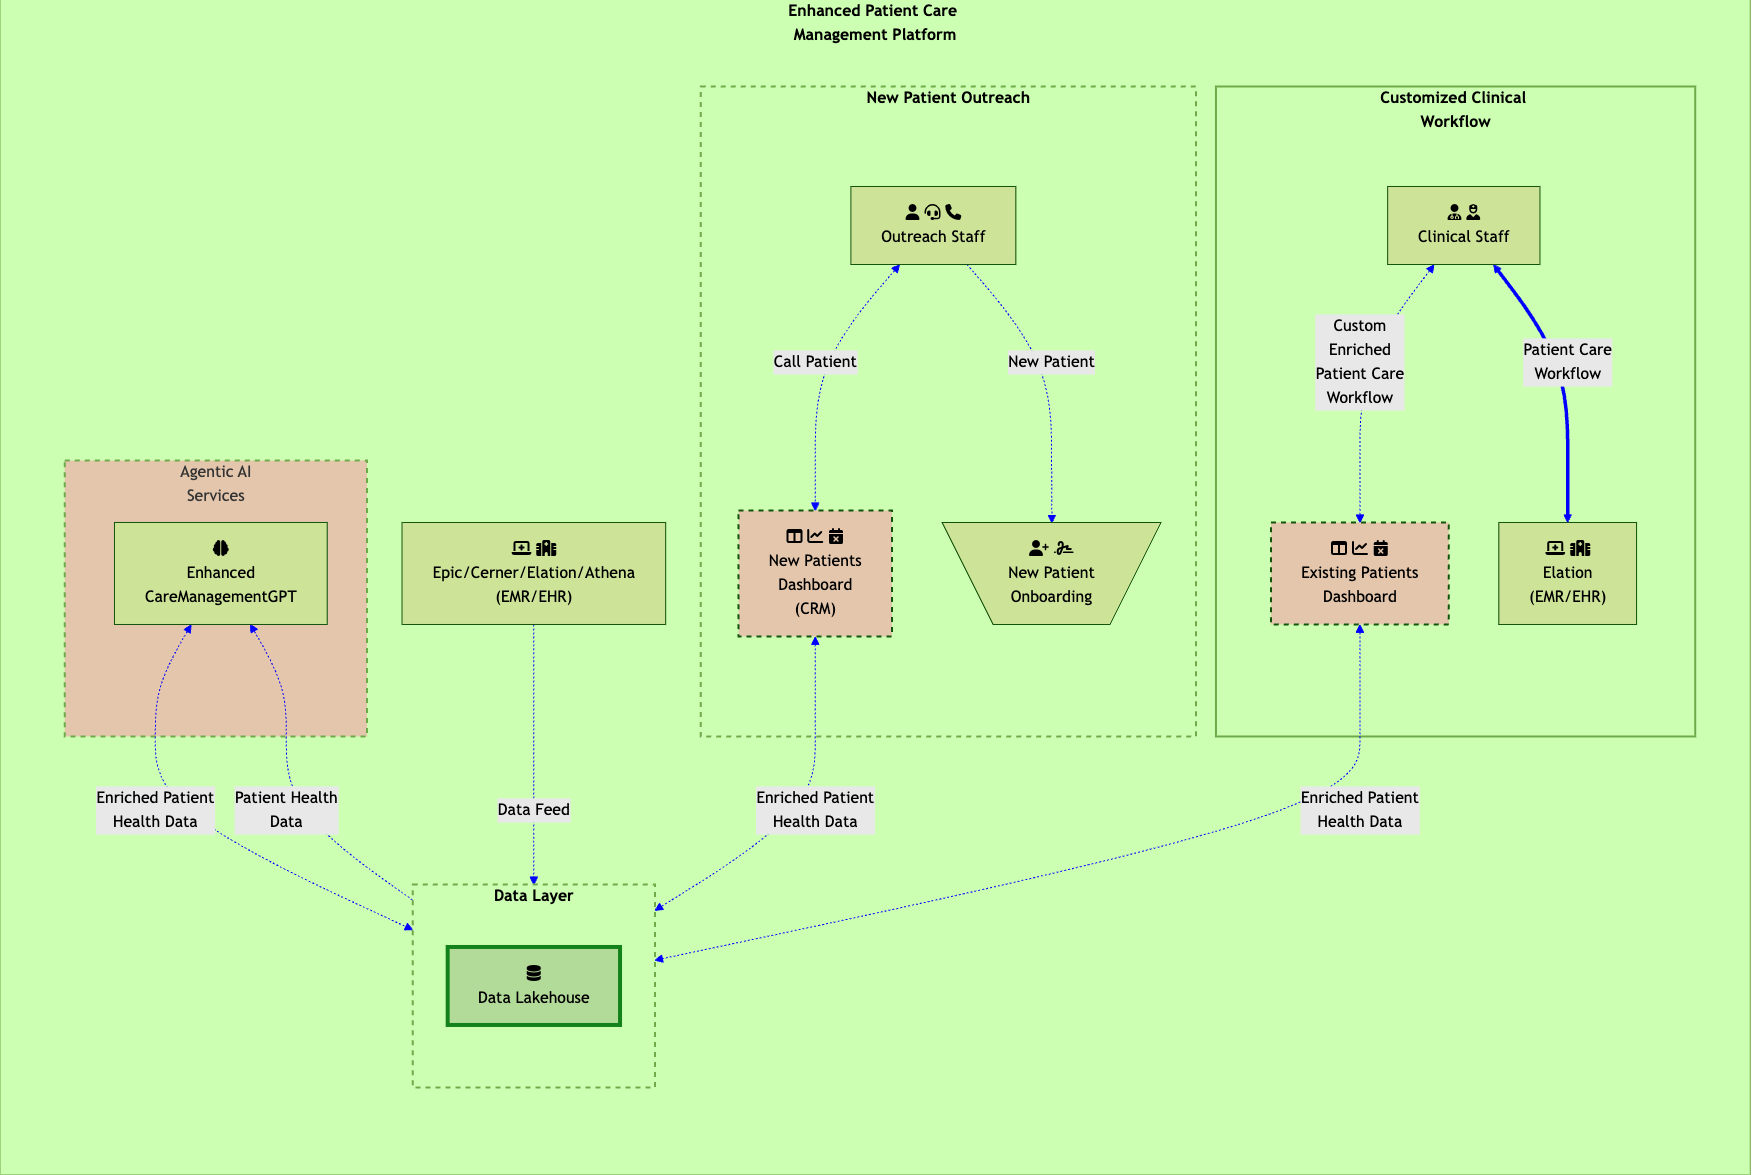 Enhanced Patient Care
Management Platform
New Patient Outreach
Customized Clinical
Workflow
Outreach Staff
Clinical Staff
Call Patient
New Patient
Custom
Enriched
Patient Care
Workflow
Patient Care
Workflow
Agentic AI
Services
Enhanced
CareManagementGPT
Epic/Cerner/Elation/Athena
(EMR/EHR)
New Patients
Dashboard
(CRM)
New Patient
Onboarding
Existing Patients
Dashboard
Elation
(EMR/EHR)
Enriched Patient
Health Data
Patient Health
Data
Data Feed
Enriched Patient
Health Data
Enriched Patient
Health Data
Data Layer
Data Lakehouse